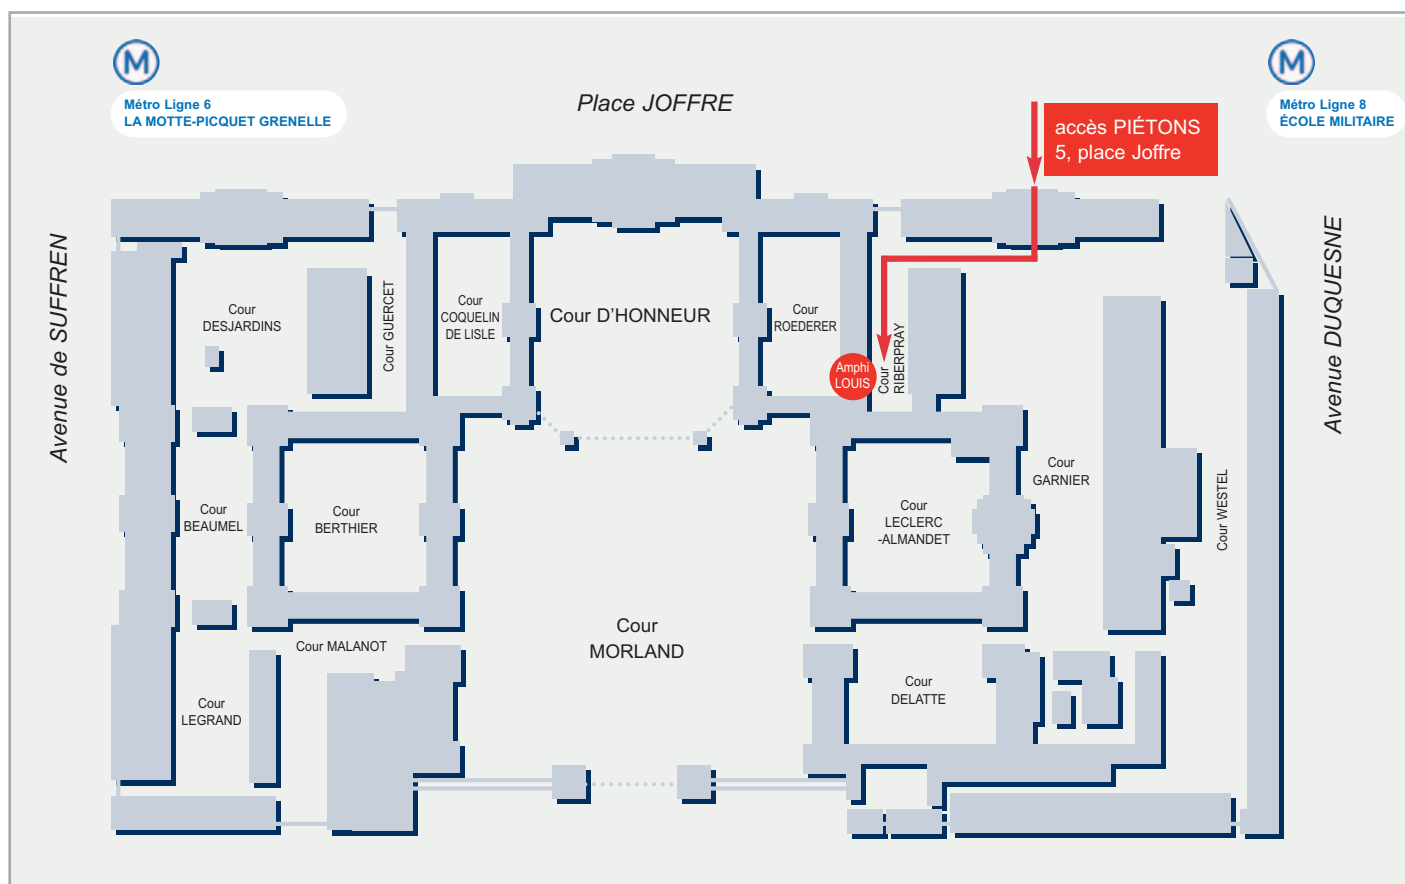 M
Métro Ligne 6
LA MOTTE-PICQUET GRENELLE
Place JOFFRE
accès PIÉTONS
5, place Joffre
M
Métro Ligne 8
ÉCOLE MILITAIRE
Avenue de SUFFREN
Avenue DUQUESNE
Cour
DESJARDINS
Cour GUERCET
Cour
COQUELIN
DE LISLE
Cour D'HONNEUR
Cour
ROEDERER
Amphi
LOUIS
Cour
RIBERPRAY
Cour
GARNIER
Cour WESTEL
Cour
BEAUMEL
Cour
BERTHIER
Cour
LECLERC
-ALMANDET
Cour MALANOT
Cour
MORLAND
Cour
LEGRAND
Cour
DELATTE